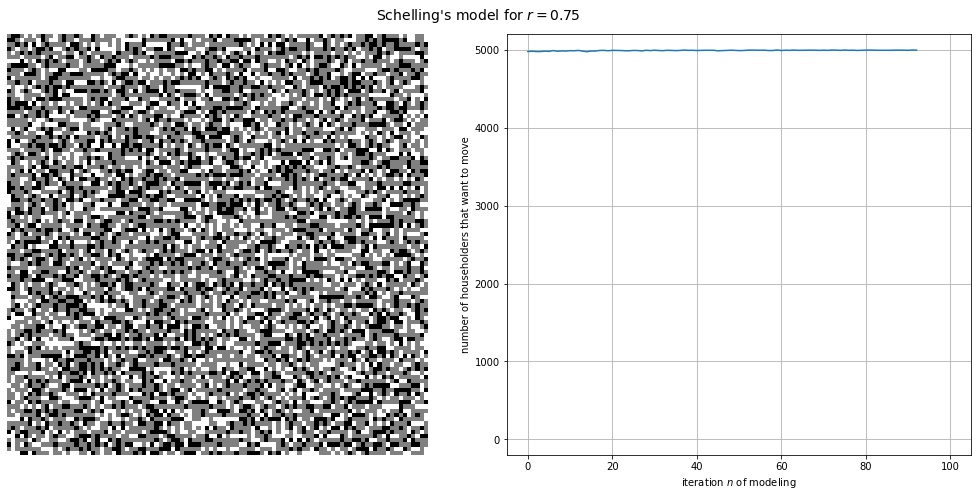 Schelling's model for r = 0.75
5000
4000
3000
2000
1000
0
number of householders that want to move
0 20 40 60 80 100
iteration n of modeling